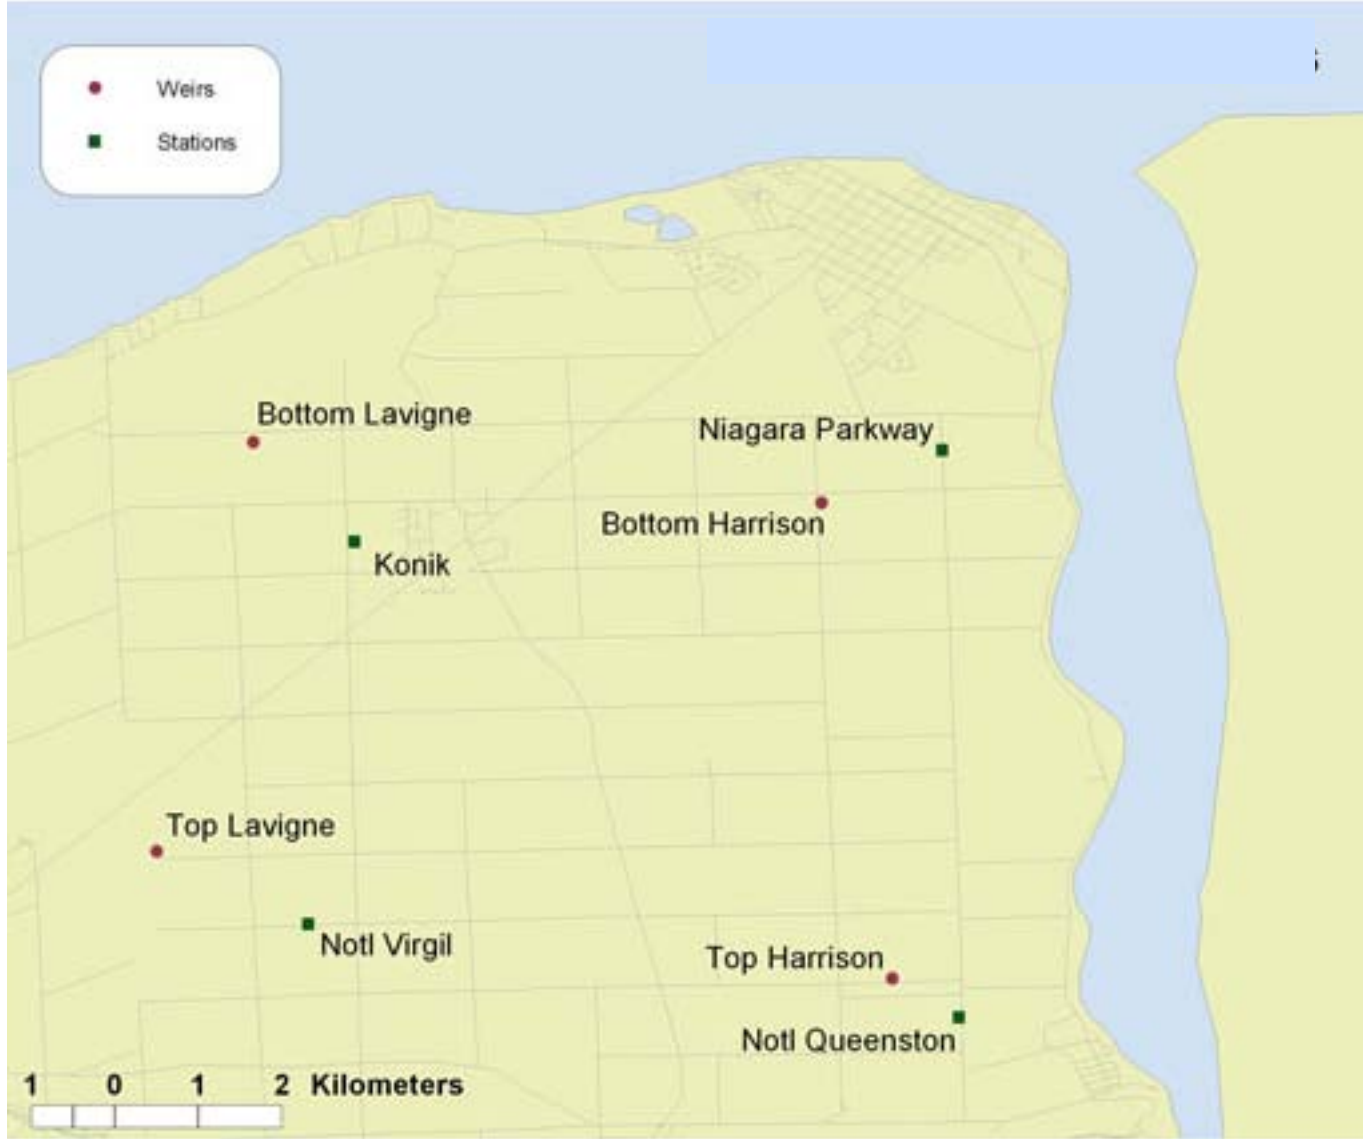 Weirs
Stations
Bottom Lavigne
Niagara Parkway
Bottom Harrison
Konik
Top Lavigne
Notl Virgil
Top Harrison
Notl Queenston
1 0 1 2 Kilometers